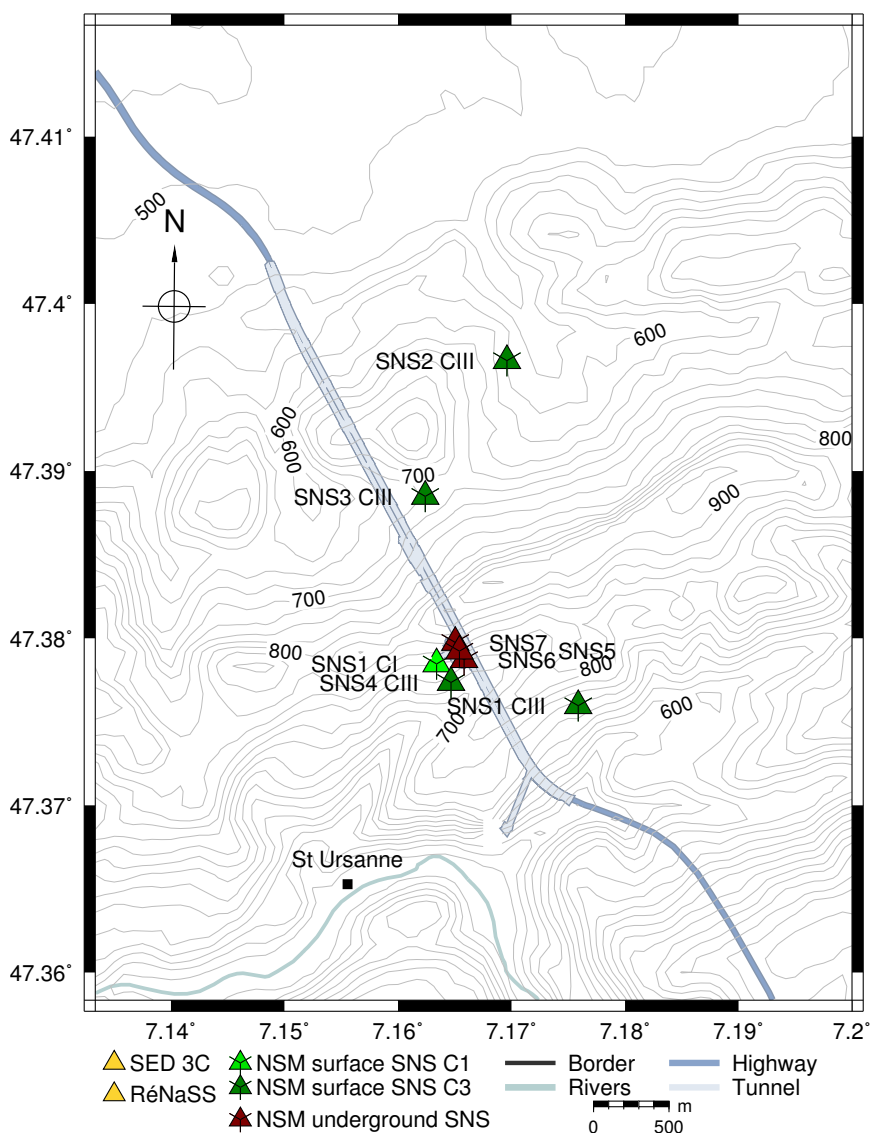 47.41°
500
N
47.4°
600
SNS2 CIII
600
800
600
700
SNS3 CIII
900
700
47.39°
47.38°
800
SNS7
SNS5
SNS6
800
SNS1 CI
SNS4 CIII
SNS1 CIII
600
700
47.37°
St Ursanne
47.36°
7.14° 7.15° 7.16° 7.17° 7.18° 7.19° 7.2°
SED 3C
NSM surface SNS C1
Border
Highway
RéNaSS
NSM surface SNS C3
Rivers
Tunnel
NSM underground SNS
m
0 500